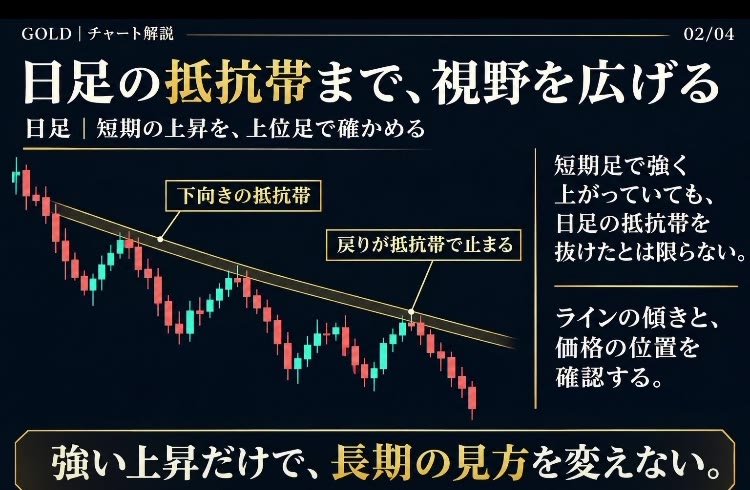 GOLD｜チャート解説
02/04
日足の抵抗帯まで、視野を広げる
日足｜短期の上昇を、上位足で確かめる
下向きの抵抗帯
戻りが抵抗帯で止まる
短期足で強く
上がっていても、
日足の抵抗帯を
抜けたとは限らない。
ラインの傾きと、
価格の位置を
確認する。
強い上昇だけで、長期の見方を変えない。